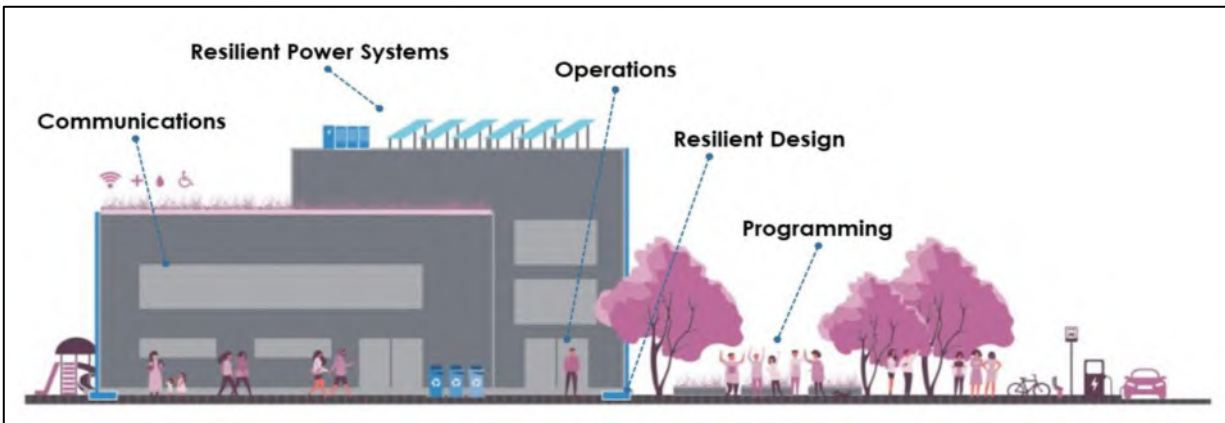 Resilient Power Systems
Operations
Communications
Resilient Design
Programming